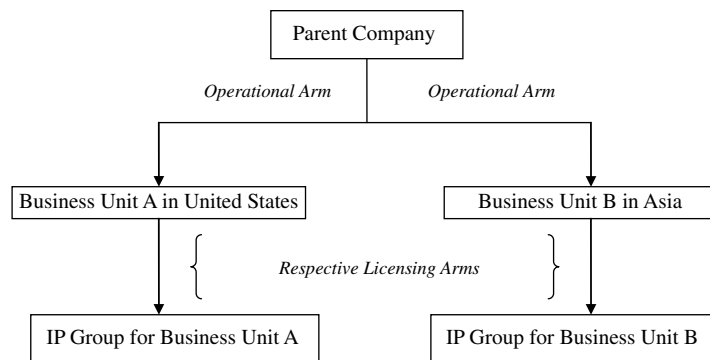 Parent Company
Operational Arm
Operational Arm
Business Unit A in United States
Business Unit B in Asia
Respective Licensing Arms
IP Group for Business Unit A
IP Group for Business Unit B